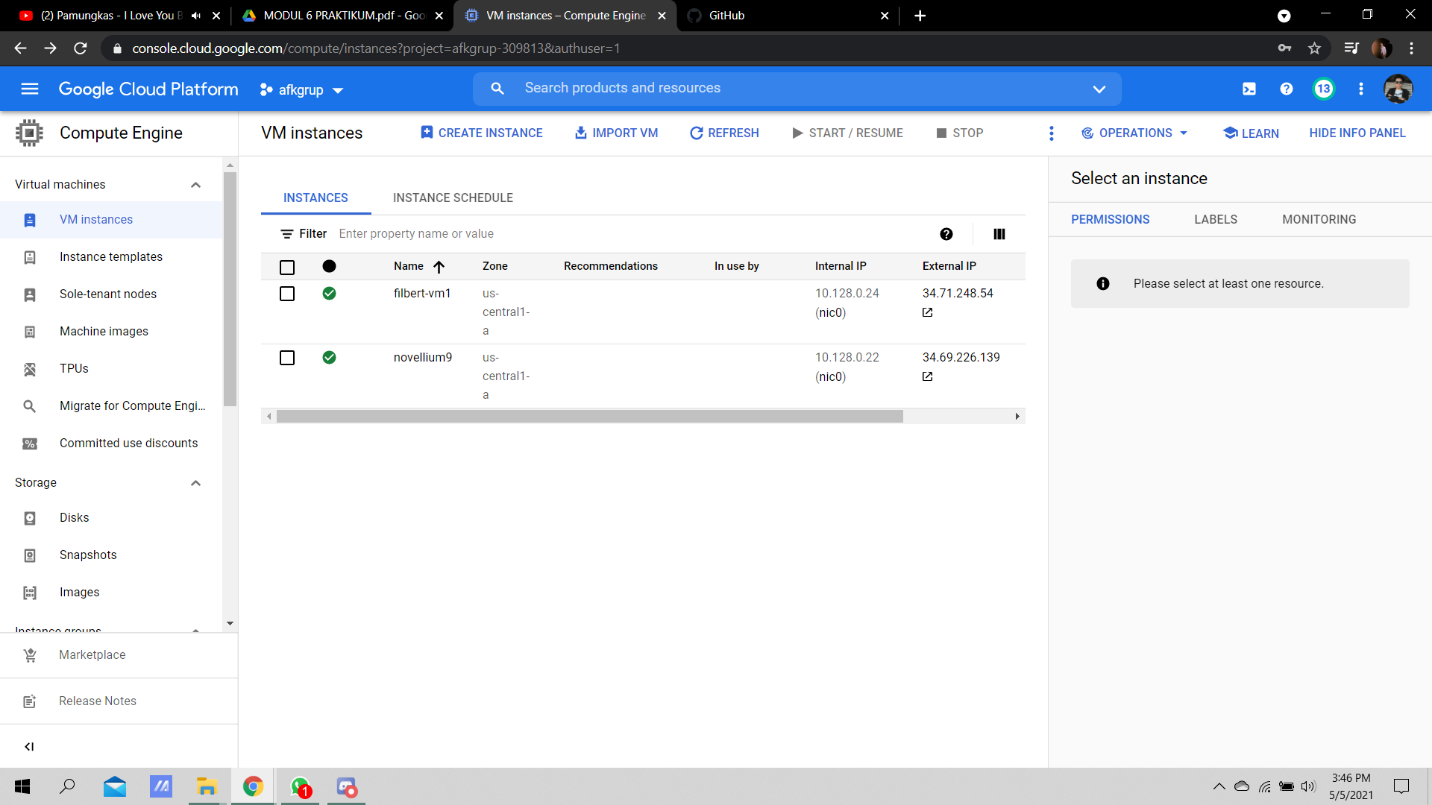 (2) Pamungkas - I Love You B
MODUL 6 PRAKTIKUM.pdf - Goo
VM instances – Compute Engine
GitHub
console.cloud.google.com/compute/instances?project=afkgrup-309813&authuser=1
Google Cloud Platform
afkgrup
Search products and resources
13
Compute Engine
VM instances
CREATE INSTANCE
IMPORT VM
REFRESH
START / RESUME
STOP
OPERATIONS
LEARN
HIDE INFO PANEL
Virtual machines
VM instances
Instance templates
Sole-tenant nodes
Machine images
TPUs
Migrate for Compute Engi...
Committed use discounts
Storage
Disks
Snapshots
Images
Instance groups
Marketplace
Release Notes
INSTANCES
INSTANCE SCHEDULE
Filter
Enter property name or value
Name Zone Recommendations In use by Internal IP External IP
filbert-vm1 us- 10.128.0.24 34.71.248.54
central1- (nic0)
a
novellium9 us- 10.128.0.22 34.69.226.139
central1- (nic0)
a
Select an instance
PERMISSIONS
LABELS
MONITORING
Please select at least one resource.
1
3:46 PM
5/5/2021